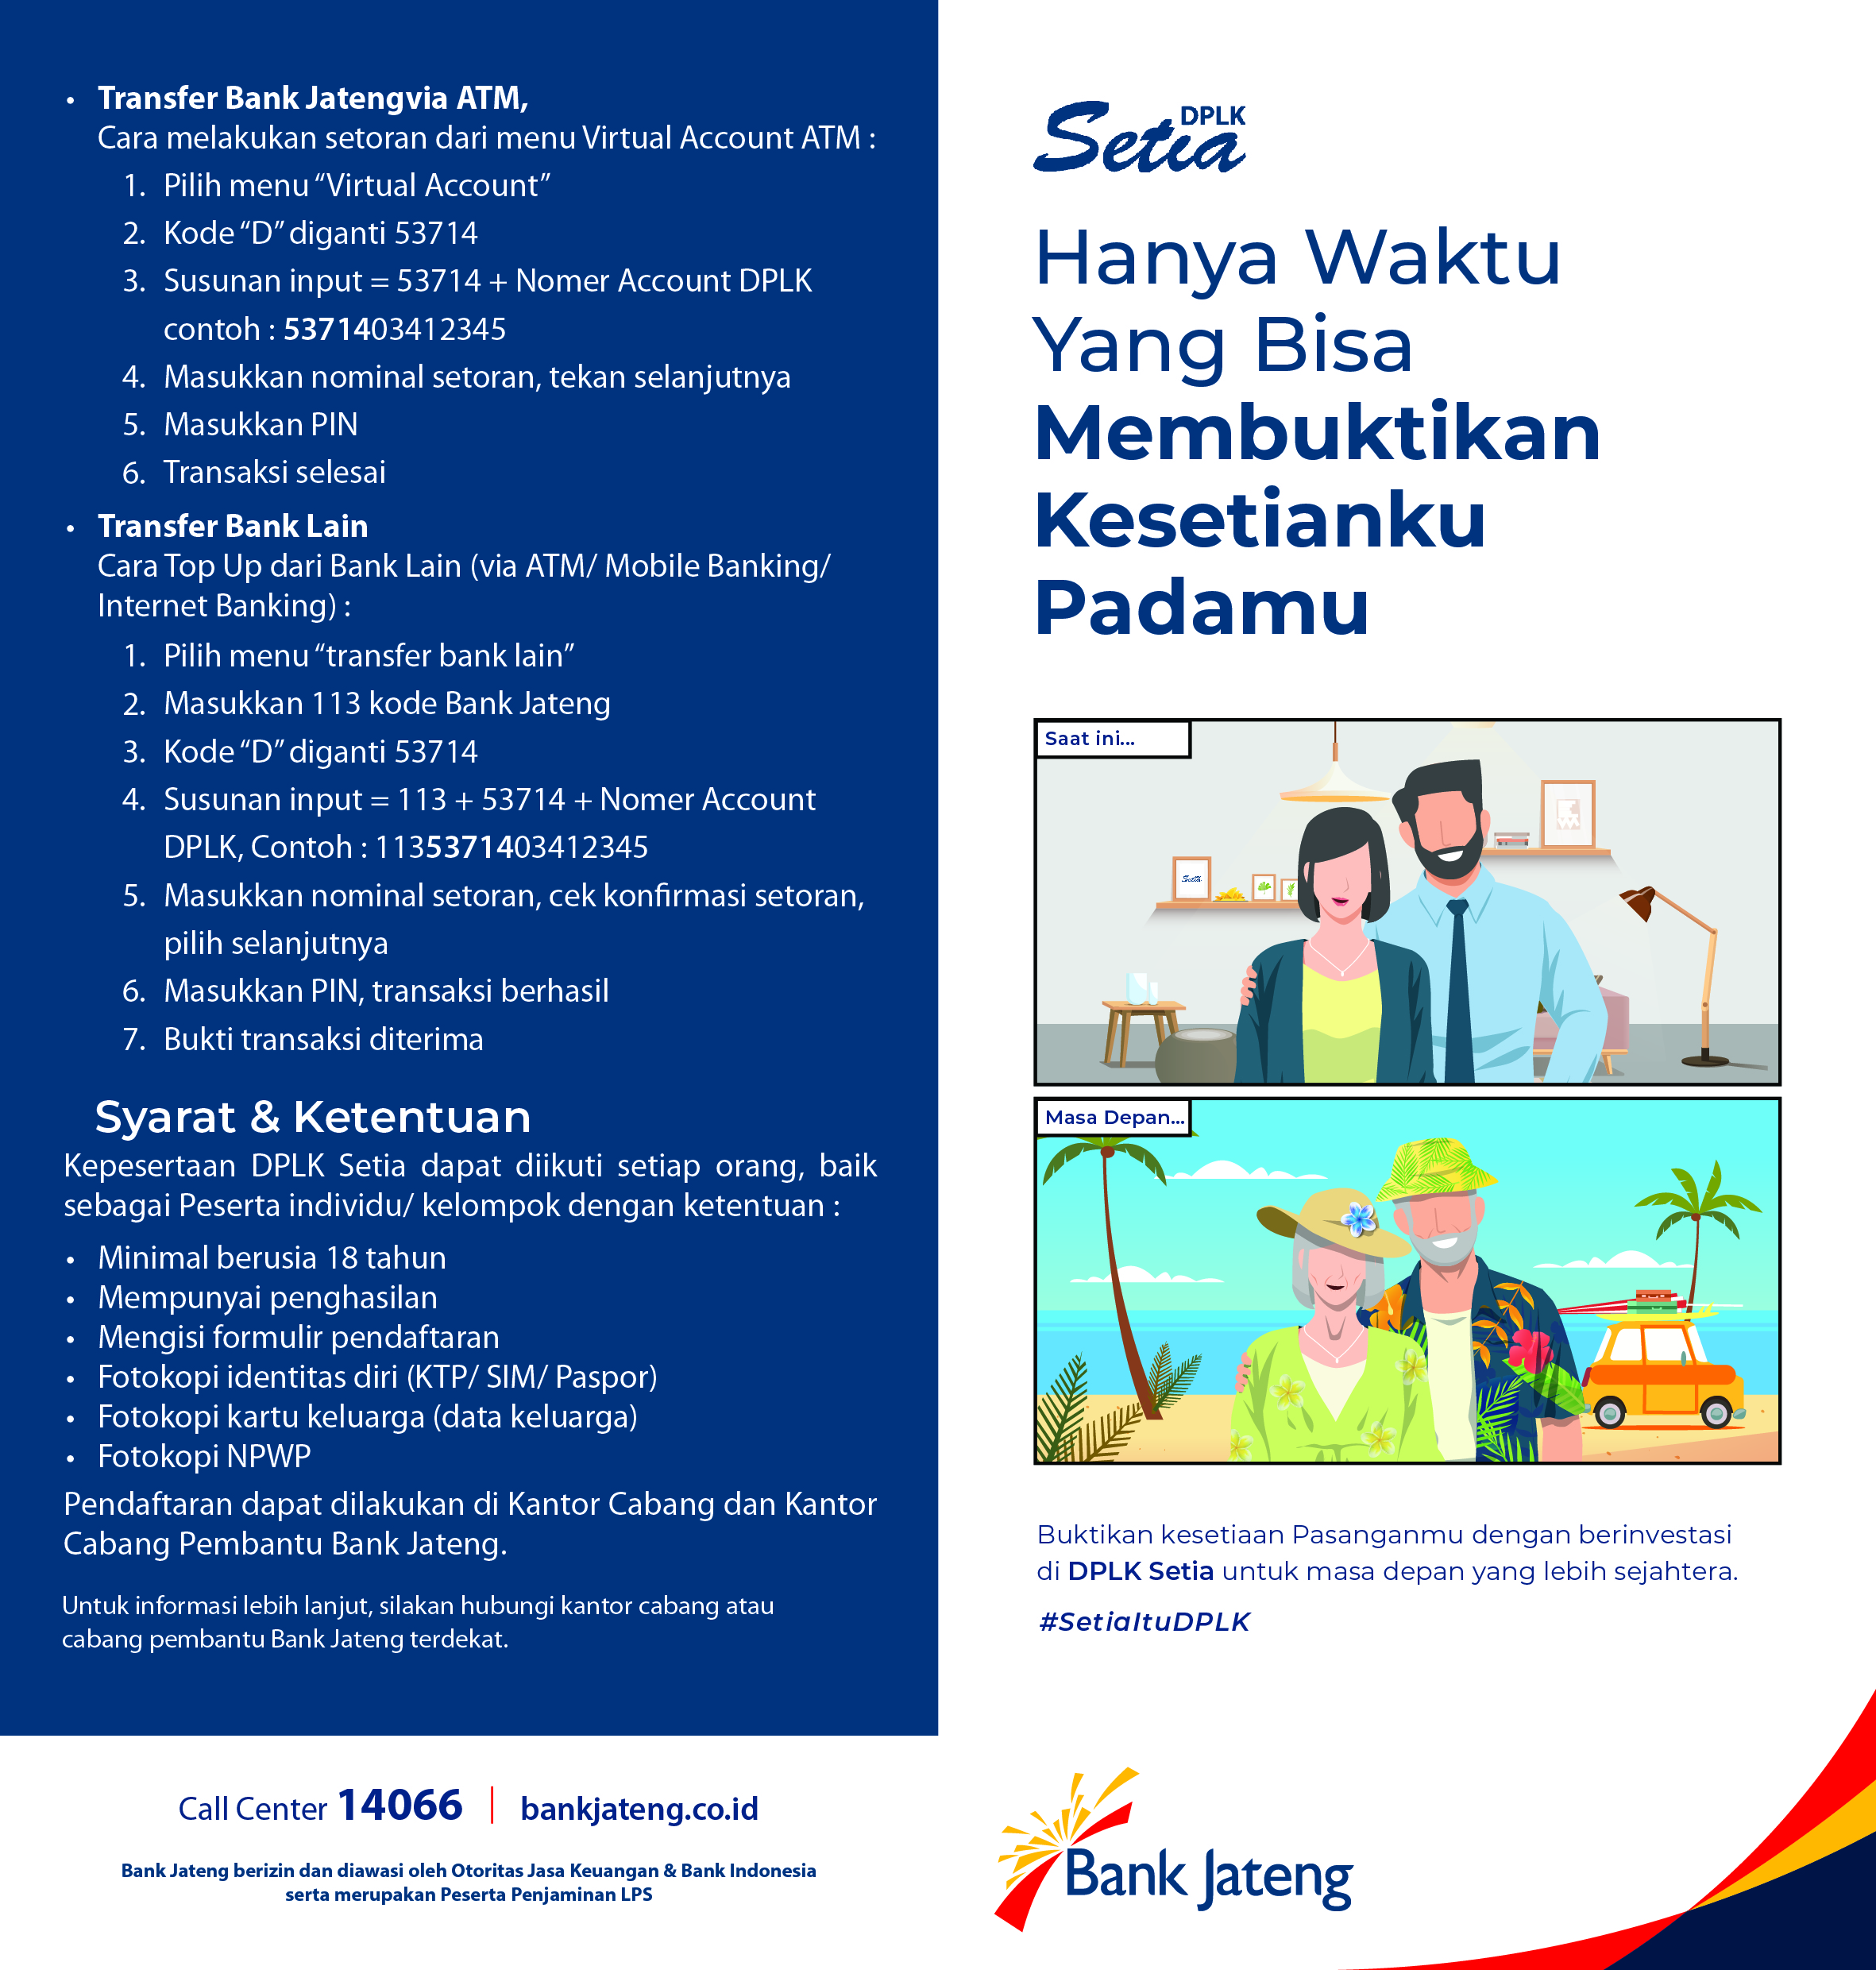 • Transfer Bank Jatengvia ATM,
Cara melakukan setoran dari menu Virtual Account ATM :
1. Pilih menu “Virtual Account”
2. Kode “D” diganti 53714
3. Susunan input = 53714 + Nomer Account DPLK
contoh : 5371403412345
4. Masukkan nominal setoran, tekan selanjutnya
5. Masukkan PIN
6. Transaksi selesai
• Transfer Bank Lain
Cara Top Up dari Bank Lain (via ATM/ Mobile Banking/
Internet Banking) :
1. Pilih menu “transfer bank lain”
2. Masukkan 113 kode Bank Jateng
3. Kode “D” diganti 53714
4. Susunan input = 113 + 53714 + Nomer Account
DPLK, Contoh : 1135371403412345
5. Masukkan nominal setoran, cek konfirmasi setoran,
pilih selanjutnya
6. Masukkan PIN, transaksi berhasil
7. Bukti transaksi diterima
Syarat & Ketentuan
Kepesertaan DPLK Setia dapat diikuti setiap orang, baik
sebagai Peserta individu/ kelompok dengan ketentuan :
• Minimal berusia 18 tahun
• Mempunyai penghasilan
• Mengisi formulir pendaftaran
• Fotokopi identitas diri (KTP/ SIM/ Paspor)
• Fotokopi kartu keluarga (data keluarga)
• Fotokopi NPWP
Pendaftaran dapat dilakukan di Kantor Cabang dan Kantor
Cabang Pembantu Bank Jateng.
Untuk informasi lebih lanjut, silakan hubungi kantor cabang atau
cabang pembantu Bank Jateng terdekat.
Call Center 14066 | bankjateng.co.id
Bank Jateng berizin dan diawasi oleh Otoritas Jasa Keuangan & Bank Indonesia
serta merupakan Peserta Penjaminan LPS
DPLK
Setia
Hanya Waktu
Yang Bisa
Membuktikan
Kesetianku
Padamu
Saat ini...
Setia
Masa Depan...
Buktikan kesetiaan Pasanganmu dengan berinvestasi
di DPLK Setia untuk masa depan yang lebih sejahtera.
#SetiaItuDPLK
Bank Jateng